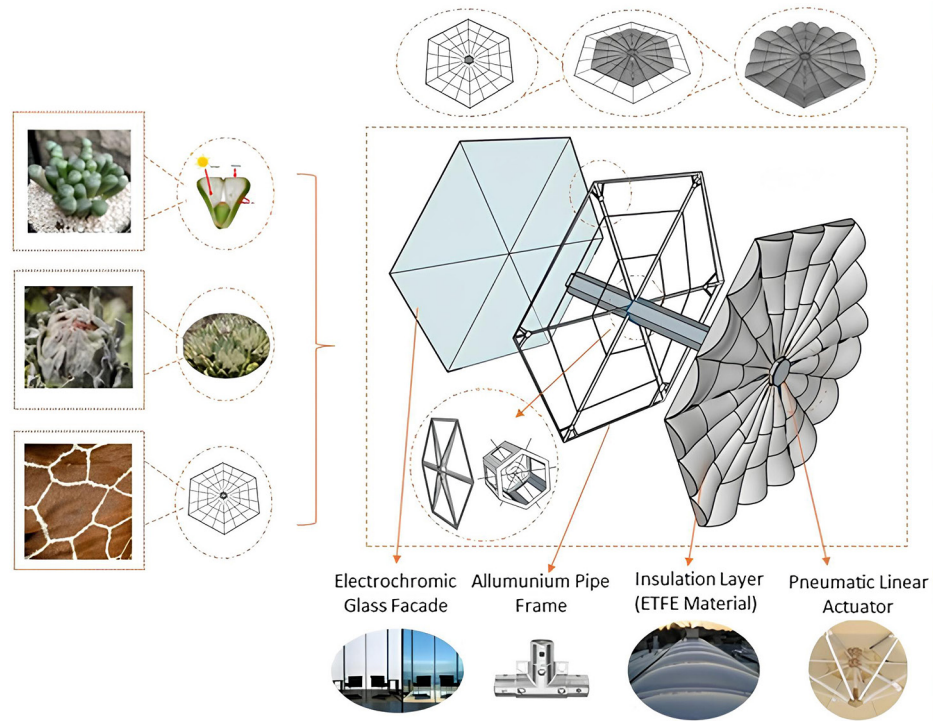 Electrochromic
Glass Facade
Allumunium Pipe
Frame
Insulation Layer
(ETFE Material)
Pneumatic Linear
Actuator